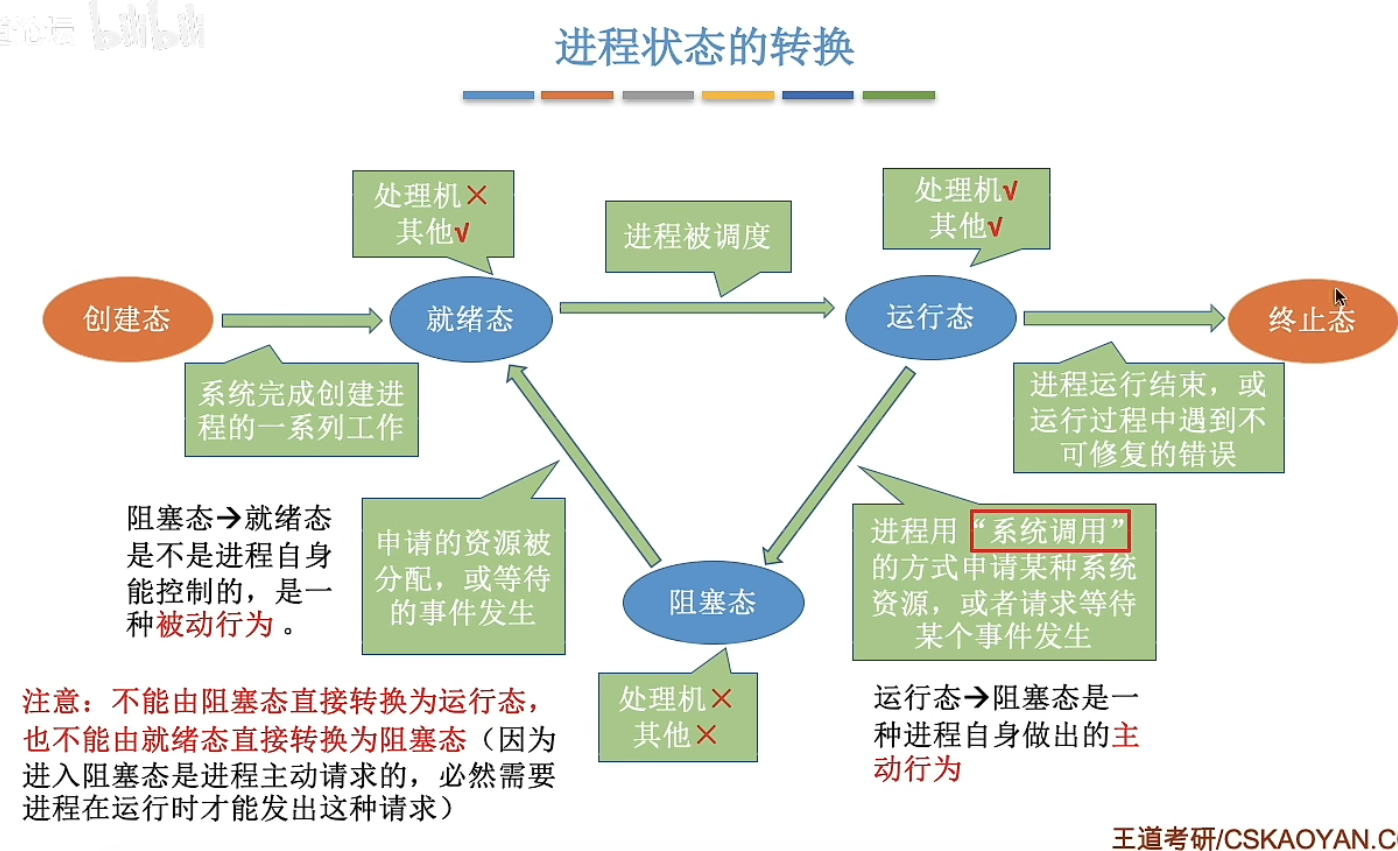 道论坛 bilibili
进程状态的转换
处理机×
其他√
进程被调度
处理机√
其他√
创建态
就绪态
运行态
终止态
系统完成创建进
程的一系列工作
进程运行结束，或
运行过程中遇到不
可修复的错误
阻塞态→就绪态
是不是进程自身
能控制的，是一
种被动行为 。
申请的资源被
分配，或等待
的事件发生
进程用“系统调用”
的方式申请某种系统
资源，或者请求等待
某个事件发生
阻塞态
处理机×
其他×
运行态→阻塞态是一
种进程自身做出的主
动行为
注意：不能由阻塞态直接转换为运行态，
也不能由就绪态直接转换为阻塞态（因为
进入阻塞态是进程主动请求的，必然需要
进程在运行时才能发出这种请求）
王道考研/CSKAOYAN.C